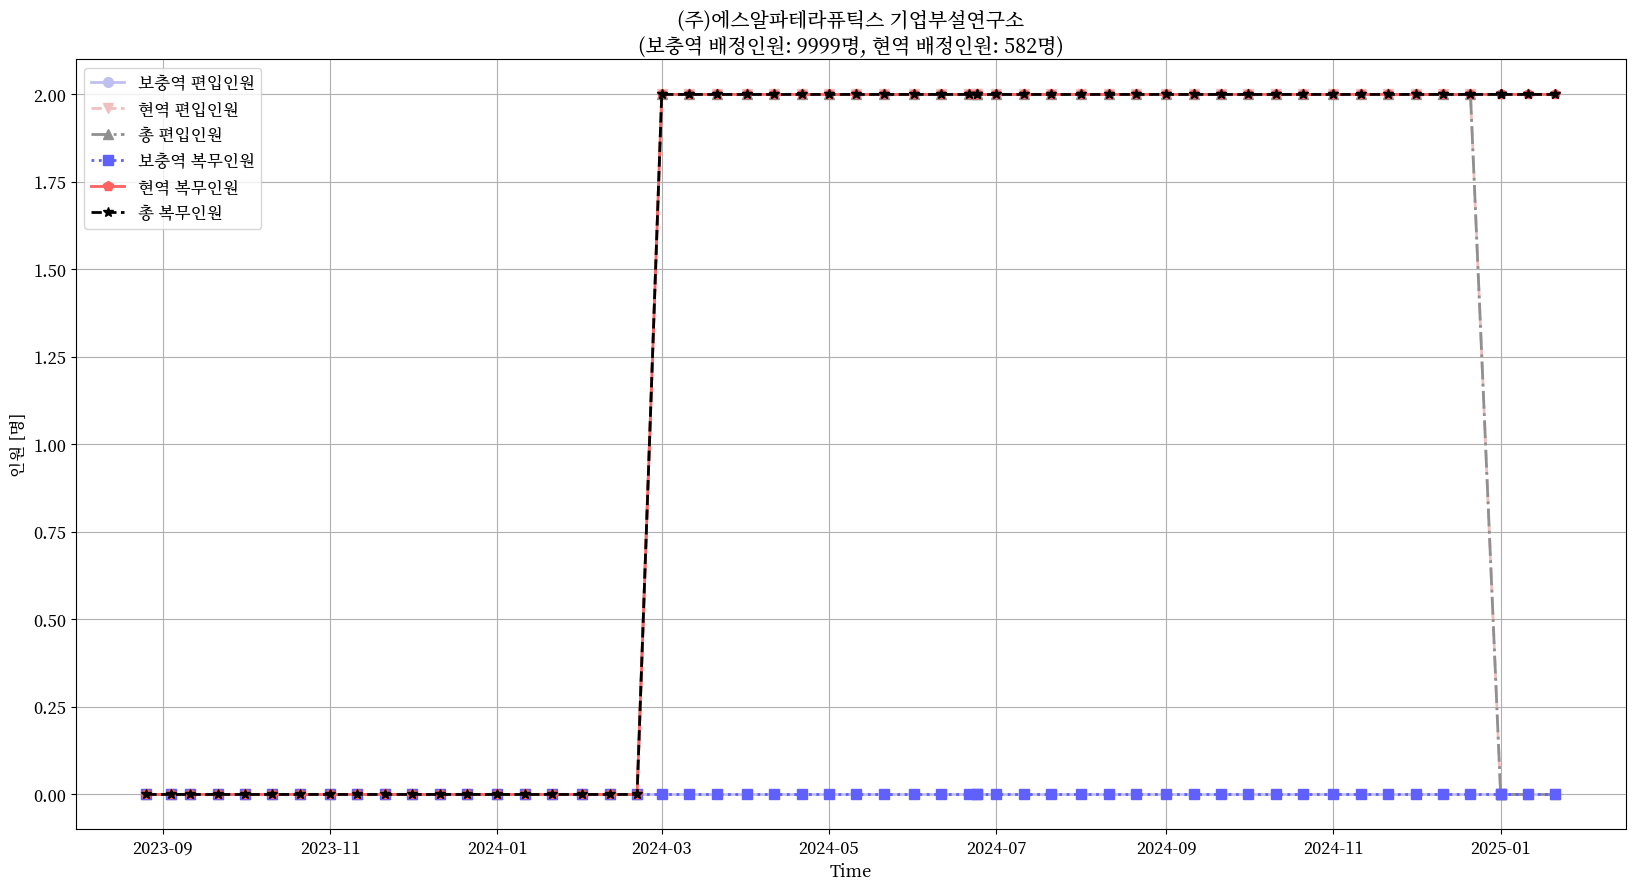 (주)에스알파테라퓨틱스 기업부설연구소
(보충역 배정인원: 9999명, 현역 배정인원: 582명)
보충역 편입인원
현역 편입인원
총 편입인원
보충역 복무인원
현역 복무인원
총 복무인원
2.00
1.75
1.50
1.25
1.00
0.75
0.50
0.25
0.00
인원 [명]
2023-09
2023-11
2024-01
2024-03
2024-05
2024-07
2024-09
2024-11
2025-01
Time